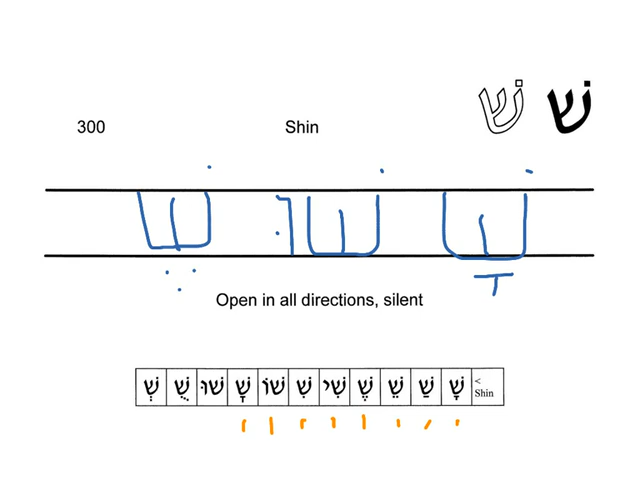 300 Shin שׁ שׁ
שָׁ שׁוּ שֶׁ
Open in all directions, silent
< Shin שָׁ שַׁ שֵׁ שֶׁ שִׁי שִׁ שׁוֹ שָׁ שׁוּ שֻׁ שְׁ